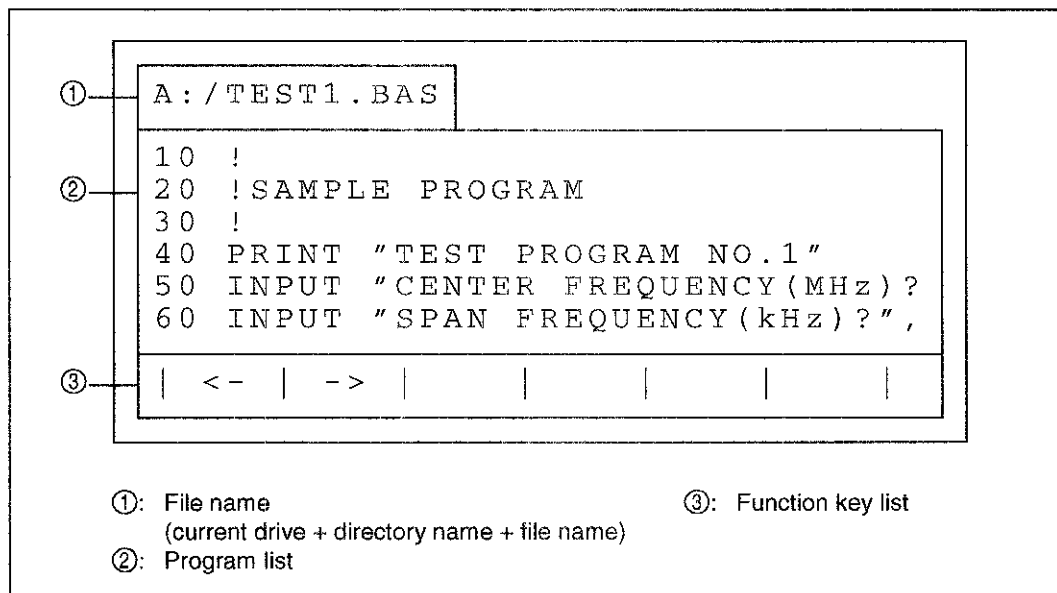 ① A:/TEST1.BAS
10 !
② 20 !SAMPLE PROGRAM
30 !
40 PRINT "TEST PROGRAM NO.1"
50 INPUT "CENTER FREQUENCY(MHz)?
60 INPUT "SPAN FREQUENCY(kHz)?",
③ | <- | -> | | | | |
①: File name
(current drive + directory name + file name)
②: Program list
③: Function key list